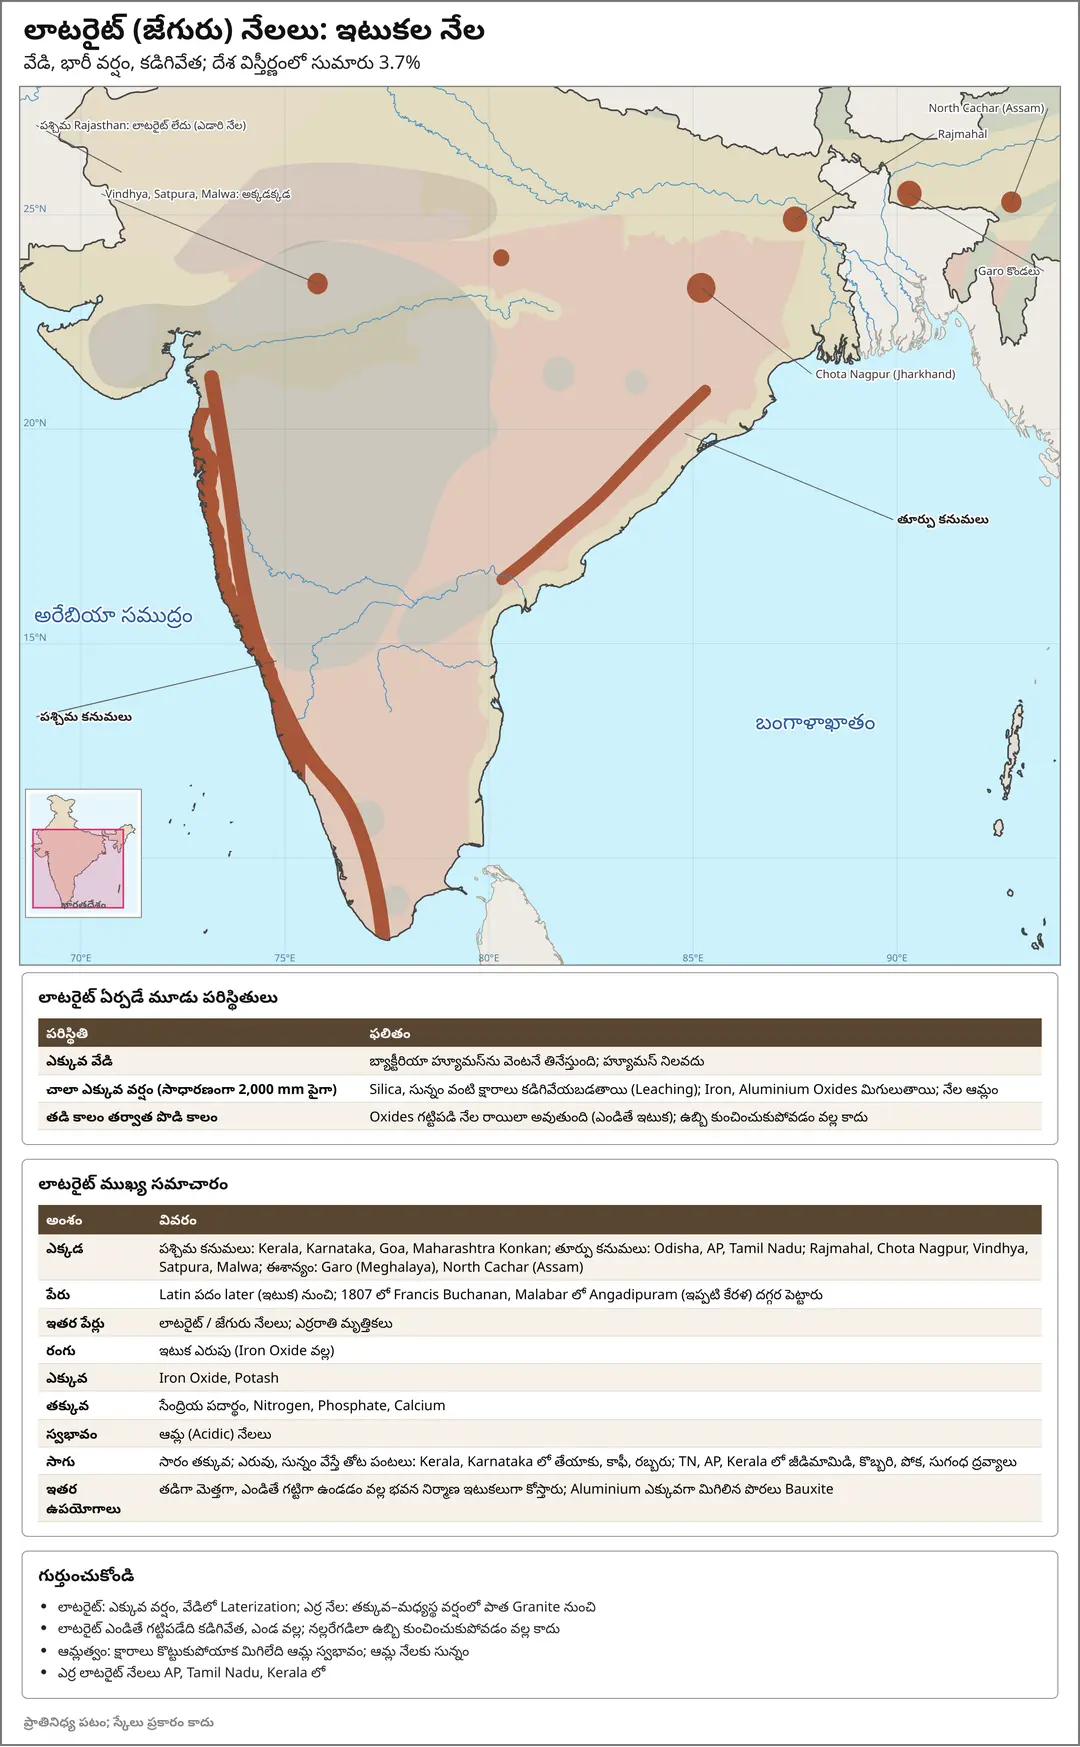 లాటరైట్ (జేగురు) నేలలు: ఇటుకల నేల
వేడి, భారీ వర్షం, కడిగివేత; దేశ విస్తీర్ణంలో సుమారు 3.7%
North Cachar (Assam)
పశ్చిమ Rajasthan: లాటరైట్ లేదు (ఎడారి నేల)
Rajmahal
Vindhya, Satpura, Malwa: అక్కడక్కడ
25°N
Garo కొండలు
Chota Nagpur (Jharkhand)
20°N
తూర్పు కనుమలు
అరేబియా సముద్రం
15°N
పశ్చిమ కనుమలు
బంగాళాఖాతం
భారతదేశం
70°E 75°E 80°E 85°E 90°E
లాటరైట్ ఏర్పడే మూడు పరిస్థితులు
పరిస్థితి ఫలితం
ఎక్కువ వేడి బ్యాక్టీరియా హ్యూమస్‌ను వెంటనే తినేస్తుంది; హ్యూమస్ నిలవదు
చాలా ఎక్కువ వర్షం (సాధారణంగా 2,000 mm పైగా) Silica, సున్నం వంటి క్షారాలు కడిగివేయబడతాయి (Leaching); Iron, Aluminium Oxides మిగులుతాయి; నేల ఆమ్లం
తడి కాలం తర్వాత పొడి కాలం Oxides గట్టిపడి నేల రాయిలా అవుతుంది (ఎండితే ఇటుక); ఉబ్బి కుంచించుకుపోవడం వల్ల కాదు
లాటరైట్ ముఖ్య సమాచారం
అంశం వివరం
ఎక్కడ పశ్చిమ కనుమలు: Kerala, Karnataka, Goa, Maharashtra Konkan; తూర్పు కనుమలు: Odisha, AP, Tamil Nadu; Rajmahal, Chota Nagpur, Vindhya,
Satpura, Malwa; ఈశాన్యం: Garo (Meghalaya), North Cachar (Assam)
పేరు Latin పదం later (ఇటుక) నుంచి; 1807 లో Francis Buchanan, Malabar లో Angadipuram (ఇప్పటి కేరళ) దగ్గర పెట్టారు
ఇతర పేర్లు లాటరైట్ / జేగురు నేలలు; ఎర్రరాతి మృత్తికలు
రంగు ఇటుక ఎరుపు (Iron Oxide వల్ల)
ఎక్కువ Iron Oxide, Potash
తక్కువ సేంద్రియ పదార్థం, Nitrogen, Phosphate, Calcium
స్వభావం ఆమ్ల (Acidic) నేలలు
సాగు సారం తక్కువ; ఎరువు, సున్నం వేస్తే తోట పంటలు: Kerala, Karnataka లో తేయాకు, కాఫీ, రబ్బరు; TN, AP, Kerala లో జీడిమామిడి, కొబ్బరి, పోక, సుగంధ ద్రవ్యాలు
ఇతర తడిగా మెత్తగా, ఎండితే గట్టిగా ఉండడం వల్ల భవన నిర్మాణ ఇటుకలుగా కోస్తారు; Aluminium ఎక్కువగా మిగిలిన పొరలు Bauxite
ఉపయోగాలు
గుర్తుంచుకోండి
• లాటరైట్: ఎక్కువ వర్షం, వేడిలో Laterization; ఎర్ర నేల: తక్కువ–మధ్యస్థ వర్షంలో పాత Granite నుంచి
• లాటరైట్ ఎండితే గట్టిపడేది కడిగివేత, ఎండ వల్ల; నల్లరేగడిలా ఉబ్బి కుంచించుకుపోవడం వల్ల కాదు
• ఆమ్లత్వం: క్షారాలు కొట్టుకుపోయాక మిగిలేది ఆమ్ల స్వభావం; ఆమ్ల నేలకు సున్నం
• ఎర్ర లాటరైట్ నేలలు AP, Tamil Nadu, Kerala లో
ప్రాతినిధ్య పటం; స్కేలు ప్రకారం కాదు